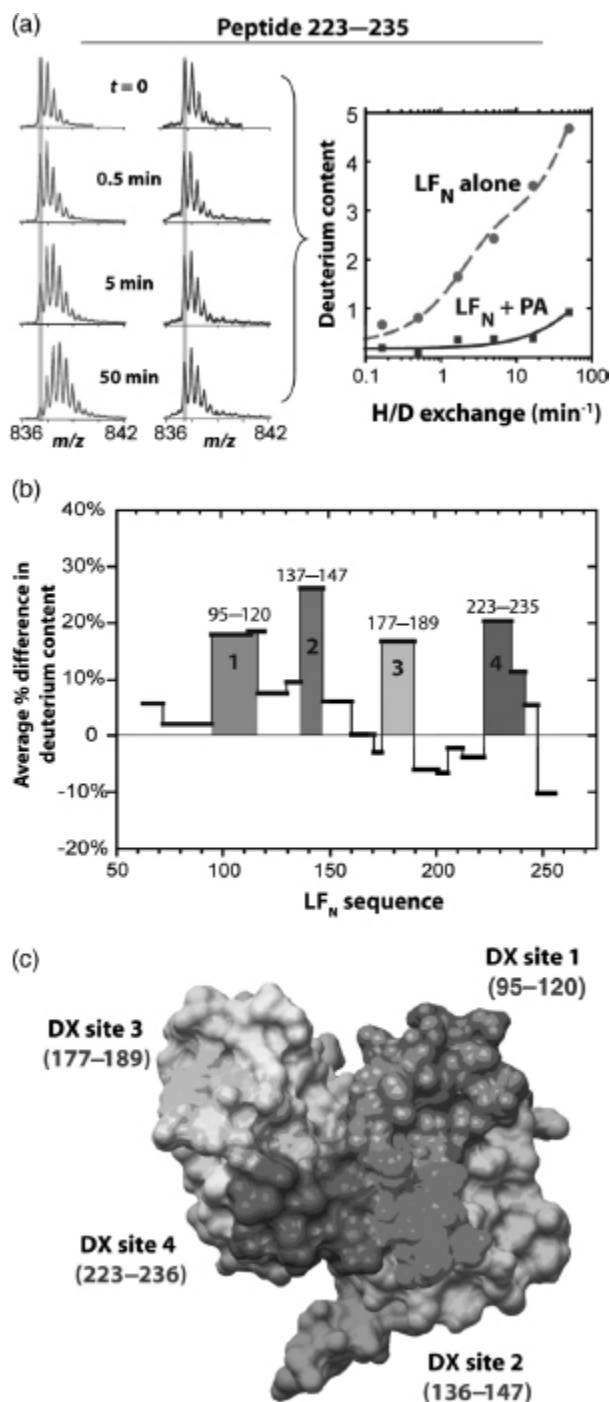 (a)
Peptide 223–235
t = 0
0.5 min
5 min
50 min
836
m/z
842
836
m/z
842
Deuterium content
5
4
3
2
1
LF_N alone
LF_N + PA
0.1
1
10
100
H/D exchange (min⁻¹)
(b)
Average % difference in
deuterium content
40%
30%
20%
10%
0
-10%
-20%
95–120
1
137–147
2
177–189
3
223–235
4
50
100
150
200
250
LF_N sequence
(c)
DX site 1
(95–120)
DX site 3
(177–189)
DX site 4
(223–236)
DX site 2
(136–147)